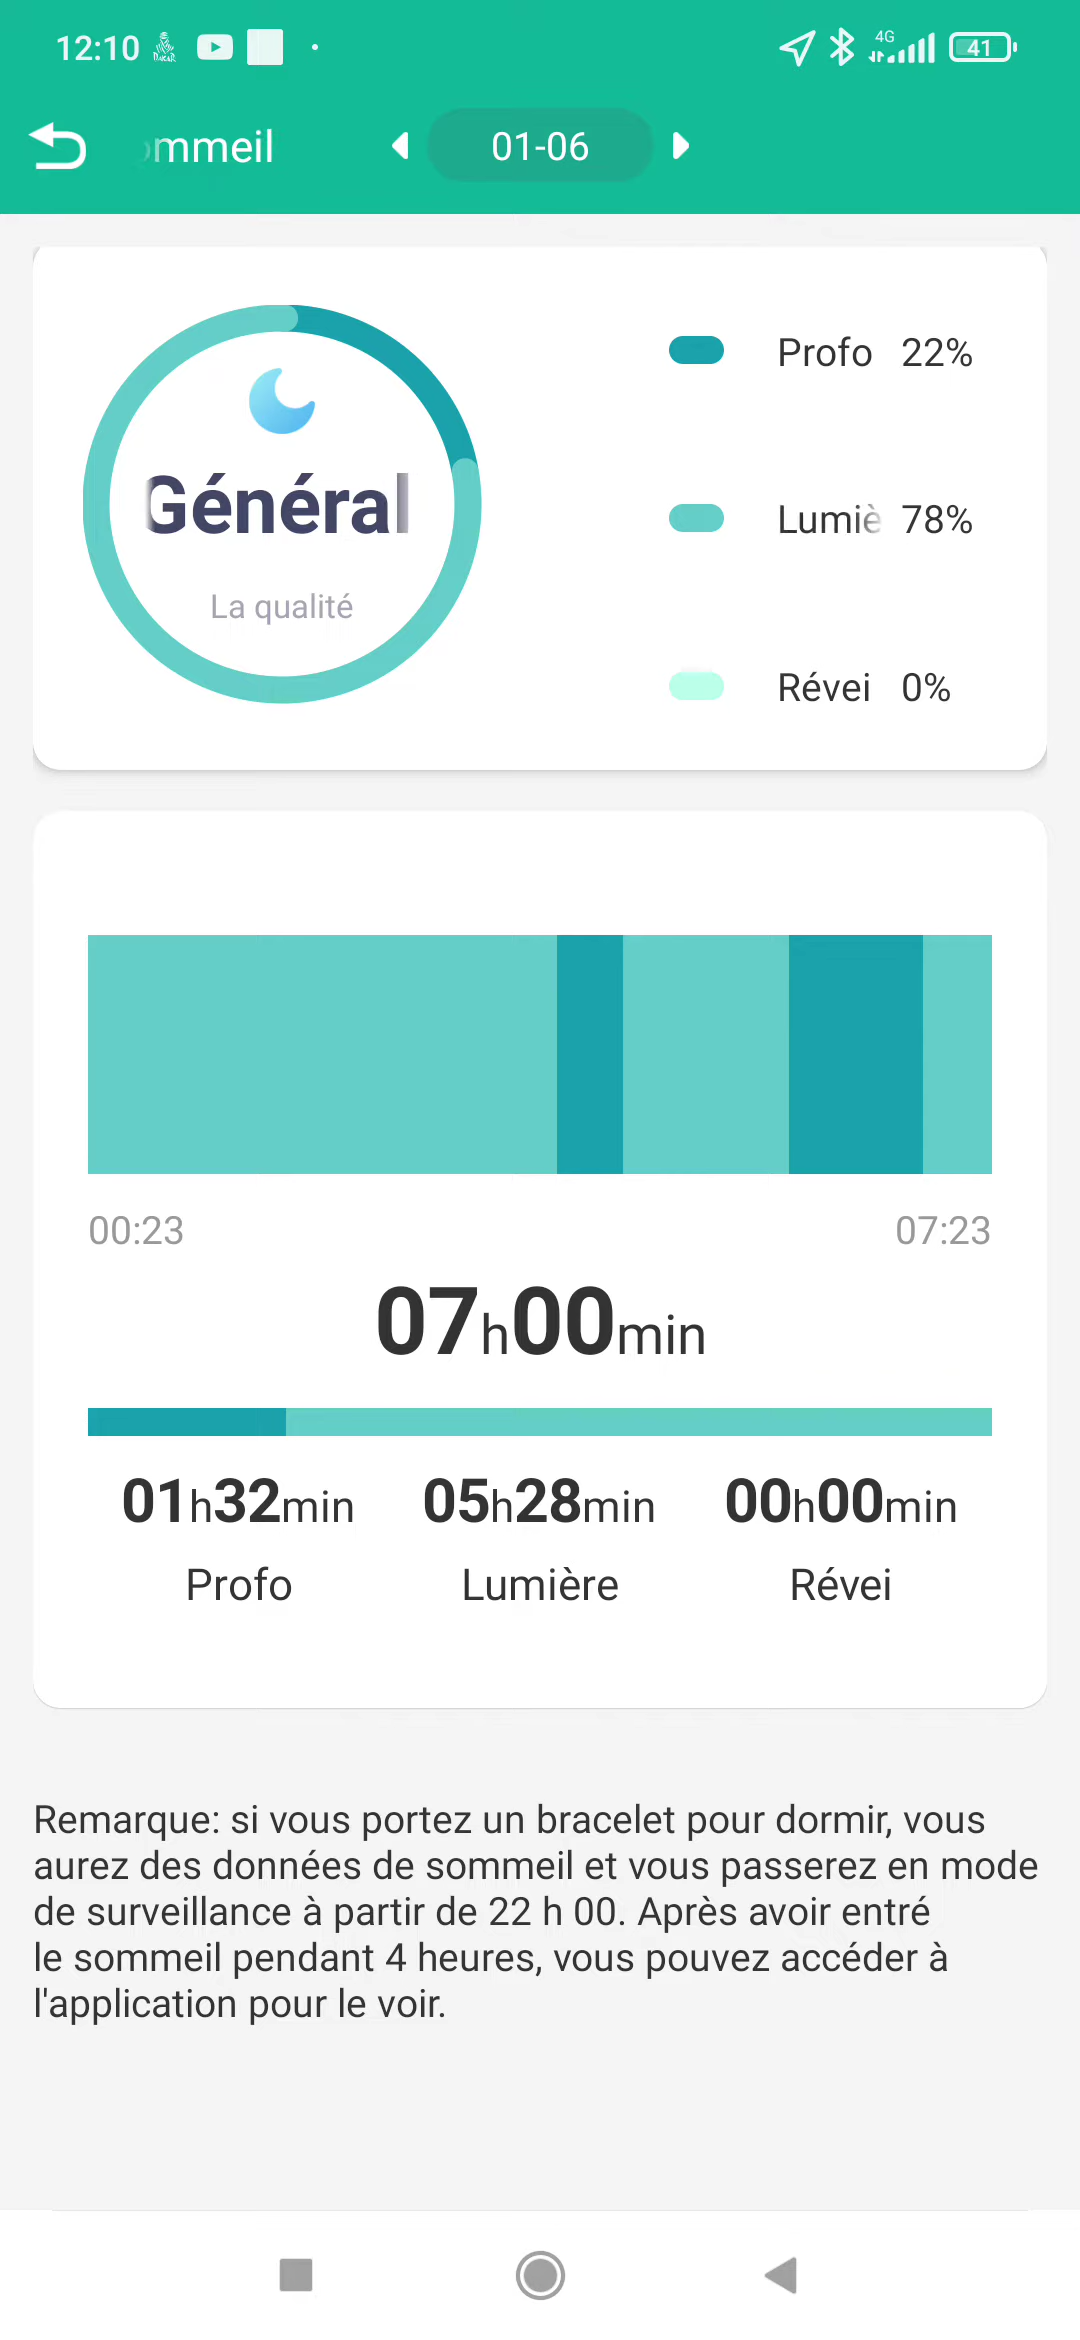 12:10
4G
41
ommeil
01-06
Profo 22%
Général
Lumiè 78%
La qualité
Révei 0%
00:23
07:23
07h00min
01h32min
05h28min
00h00min
Profo
Lumière
Révei
Remarque: si vous portez un bracelet pour dormir, vous
aurez des données de sommeil et vous passerez en mode
de surveillance à partir de 22 h 00. Après avoir entré
le sommeil pendant 4 heures, vous pouvez accéder à
l'application pour le voir.